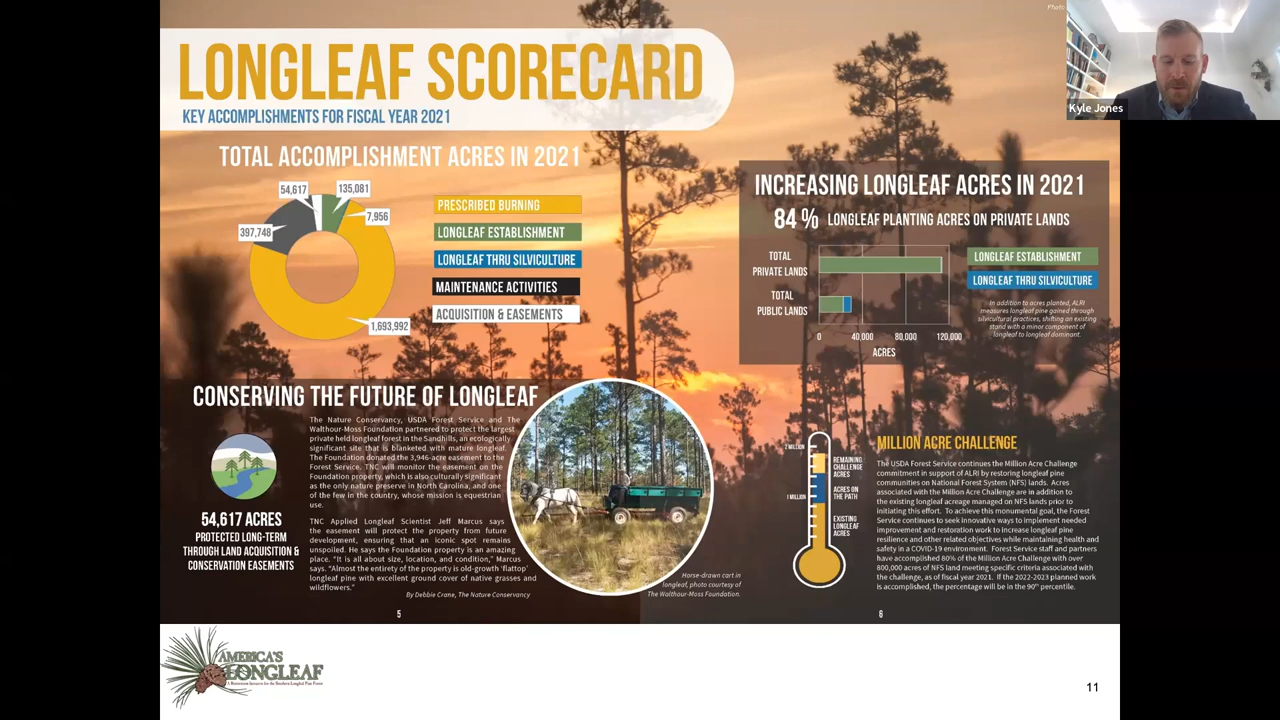 Photo
Kyle Jones
LONGLEAF SCORECARD
KEY ACCOMPLISHMENTS FOR FISCAL YEAR 2021
TOTAL ACCOMPLISHMENT ACRES IN 2021
54,617
135,081
7,956
397,748
1,693,992
PRESCRIBED BURNING
LONGLEAF ESTABLISHMENT
LONGLEAF THRU SILVICULTURE
MAINTENANCE ACTIVITIES
ACQUISITION & EASEMENTS
INCREASING LONGLEAF ACRES IN 2021
84 % LONGLEAF PLANTING ACRES ON PRIVATE LANDS
TOTAL
PRIVATE LANDS
TOTAL
PUBLIC LANDS
0 40,000 80,000 120,000
ACRES
LONGLEAF ESTABLISHMENT
LONGLEAF THRU SILVICULTURE
In addition to acres planted, ALRI
measures longleaf pine gained through
silvicultural practices, shifting an existing
stand with a minor component of
longleaf to longleaf dominant.
CONSERVING THE FUTURE OF LONGLEAF
54,617 ACRES
PROTECTED LONG-TERM
THROUGH LAND ACQUISITION &
CONSERVATION EASEMENTS
The Nature Conservancy, USDA Forest Service and The
Walthour-Moss Foundation partnered to protect the largest
private held longleaf forest in the Sandhills, an ecologically
significant site that is blanketed with mature longleaf.
The Foundation donated the 3,946-acre easement to the
Forest Service. TNC will monitor the easement on the
Foundation property, which is also culturally significant
as the only nature preserve in North Carolina, and one
of the few in the country, whose mission is equestrian
use.
TNC Applied Longleaf Scientist Jeff Marcus says
the easement will protect the property from future
development, ensuring that an iconic spot remains
unspoiled. He says the Foundation property is an amazing
place. "It is all about size, location, and condition," Marcus
says. "Almost the entirety of the property is old-growth 'flattop'
longleaf pine with excellent ground cover of native grasses and
wildflowers."
By Debbie Crane, The Nature Conservancy
Horse-drawn cart in
longleaf, photo courtesy of
The Walthour-Moss Foundation.
5
2 MILLION
1 MILLION
REMAINING
CHALLENGE
ACRES
ACRES ON
THE PATH
EXISTING
LONGLEAF
ACRES
MILLION ACRE CHALLENGE
The USDA Forest Service continues the Million Acre Challenge
commitment in support of ALRI by restoring longleaf pine
communities on National Forest System (NFS) lands. Acres
associated with the Million Acre Challenge are in addition to
the existing longleaf acreage managed on NFS lands prior to
initiating this effort. To achieve this monumental goal, the Forest
Service continues to seek innovative ways to implement needed
improvement and restoration work to increase longleaf pine
resilience and other related objectives while maintaining health and
safety in a COVID-19 environment. Forest Service staff and partners
have accomplished 80% of the Million Acre Challenge with over
800,000 acres of NFS land meeting specific criteria associated with
the challenge, as of fiscal year 2021. If the 2022-2023 planned work
is accomplished, the percentage will be in the 90th percentile.
6
AMERICA'S
LONGLEAF
A Restoration Initiative for the Southern Longleaf Pine Forest
11